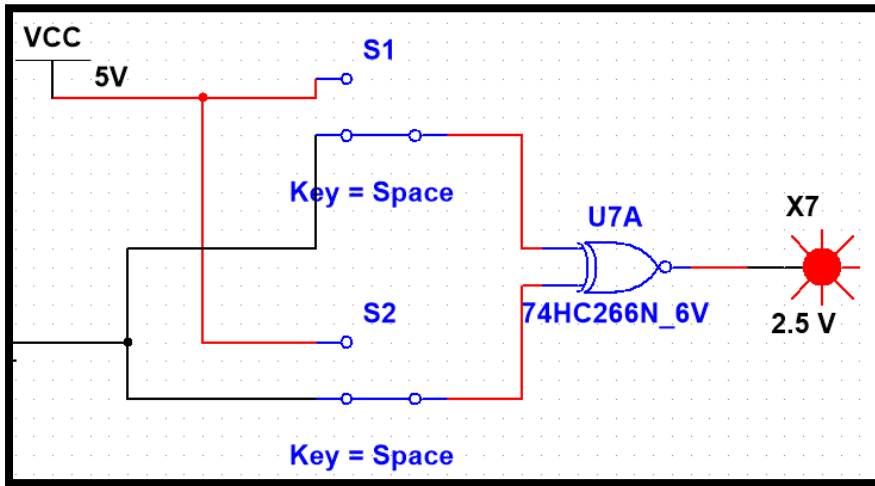 VCC
5V
S1
Key = Space
U7A
X7
S2
74HC266N_6V
2.5 V
Key = Space